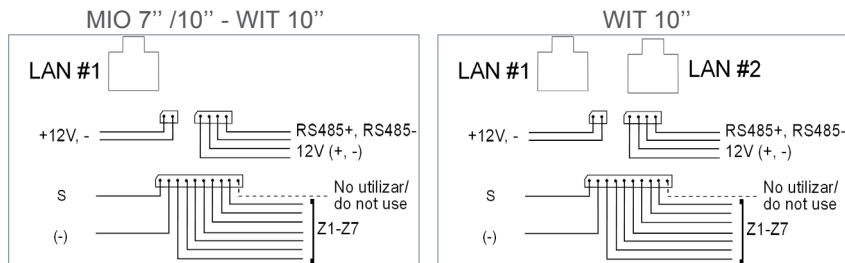 MIO 7’’ /10’’ - WIT 10’’
LAN #1
+12V, -
RS485+, RS485-
12V (+, -)
S
No utilizar/
do not use
(-)
Z1-Z7
WIT 10’’
LAN #1
LAN #2
+12V, -
RS485+, RS485-
12V (+, -)
S
No utilizar/
do not use
(-)
Z1-Z7